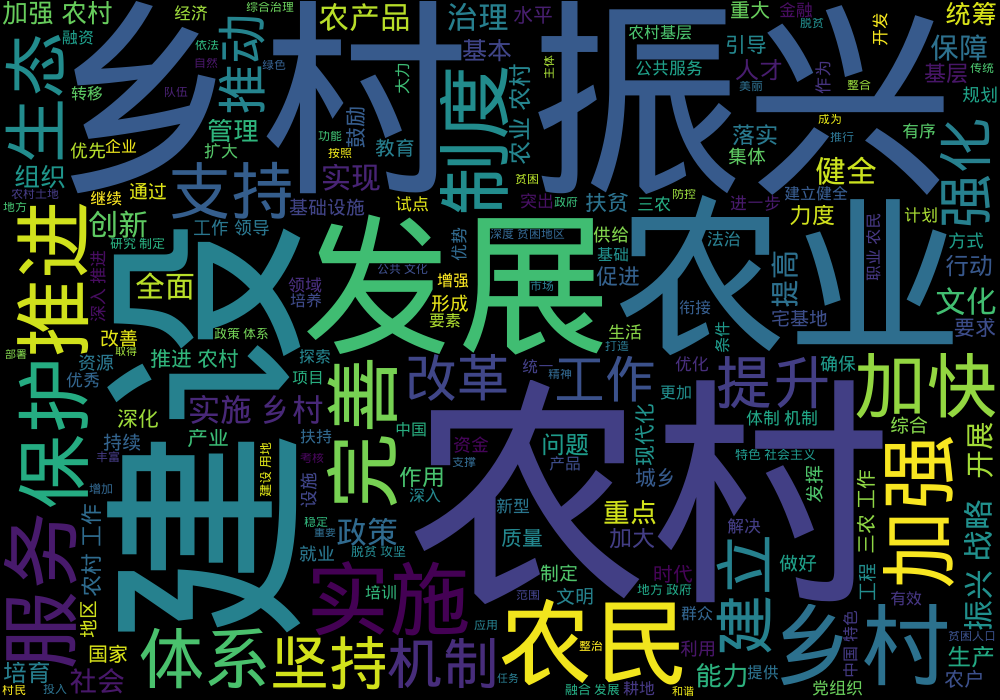 加强 农村
经济
综合治理
农产品
治理
水平
重大
金融
脱贫
开发
统筹
融资
依法
自然
绿色
推动
乡村
振兴
基本
主体
农村基层
引导
公共服务
人才
美丽
作为
整合
保障
基层
传统
规划
生态
转移
队伍
大力
制度
农业 农村
优先
企业
管理
扩大
功能
按照
鼓励
教育
落实
集体
成为
推行
有序
强化
组织
农村土地
地方
继续
通过
支持
实现
基础设施
试点
贫困
突出
政府
扶贫
三农
防控
进一步
建立健全
健全
力度
计划
推进
创新
研究 制定
工作 领导
建设
发展
深度 贫困地区
优势
供给
基础
促进
农业
法治
提高
职业 农民
方式
行动
深入推进
全面
领域
培养
公共 文化
增强
形成
要素
市场
衔接
宅基地
文化
要求
部署
改善
取得
政策 体系
资源
优秀
推进 农村
探索
项目
生活
打造
条件
保护
深化
实施 乡村
完善
改革
统一
精神
工作
优化
提升
更加
确保
加快
持续
丰富
产业
扶持
中国
考核
资金
支撑
问题
产品
现代化
城乡
体制 机制
综合
特色 社会主义
开展
增加
建设 用地
设施
作用
深入
农村
新型
重点
加大
解决
发挥
加强
服务
农村 工作
稳定
重要
政策
就业
脱贫 攻坚
质量
建立
做好
工程
三农 工作
振兴 战略
实施
培训
制定
范围
文明
时代
地方 政府
群众
有效
地区
国家
体系
坚持
机制
应用
任务
农民
整治
利用
能力
提供
乡村
中国特色
贫困人口
生产
农户
培育
村民
投入
社会
融合 发展
耕地
和谐
党组织